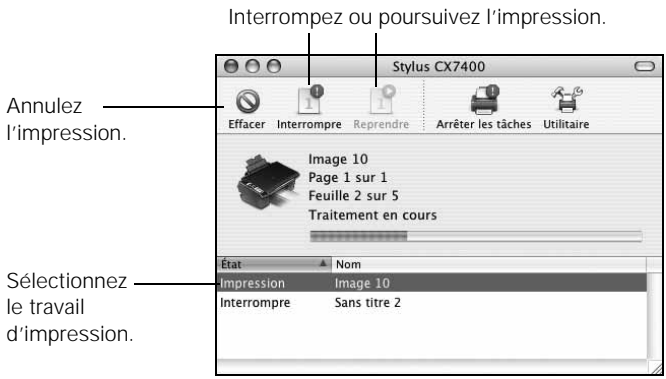 Interrompez ou poursuivez l'impression.
Stylus CX7400
Annulez
l'impression.
Effacer Interrompre Reprendre Arrêter les tâches Utilitaire
Image 10
Page 1 sur 1
Feuille 2 sur 5
Traitement en cours
État Nom
Sélectionnez
le travail
d'impression.
Impression Image 10
Interrompre Sans titre 2